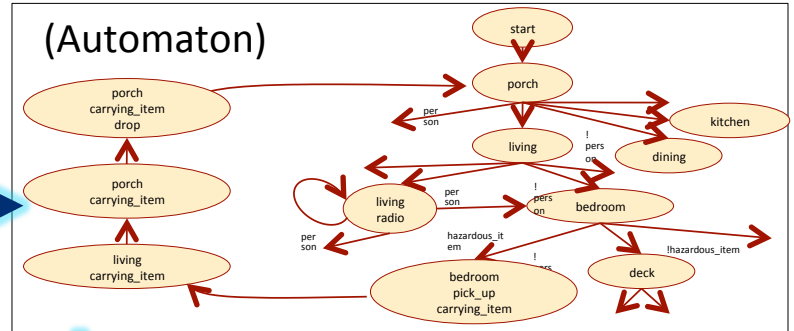 (Automaton)
start
porch
porch
carrying_item
drop
per
son
kitchen
living
!
pers
on
dining
porch
carrying_item
living
radio
per
son
!
pers
on
bedroom
per
son
hazardous_it
em
!hazardous_item
living
carrying_item
!
pers
bedroom
pick_up
carrying_item
deck